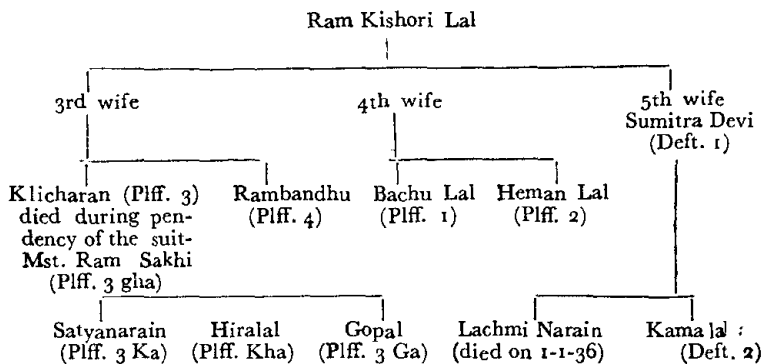 Ram Kishori Lal
3rd wife
4th wife
5th wife
Sumitra Devi
(Deft. 1)
Klicharan (Plff. 3)
died during pen-
dency of the suit-
Mst. Ram Sakhi
(Plff. 3 gha)
Rambandhu
(Plff. 4)
Bachu Lal
(Plff. 1)
Heman Lal
(Plff. 2)
Satyanarain
(Plff. 3 Ka)
Hiralal
(Plff. Kha)
Gopal
(Plff. 3 Ga)
Lachmi Narain
(died on 1-1-36)
Kamalal :
(Deft. 2)